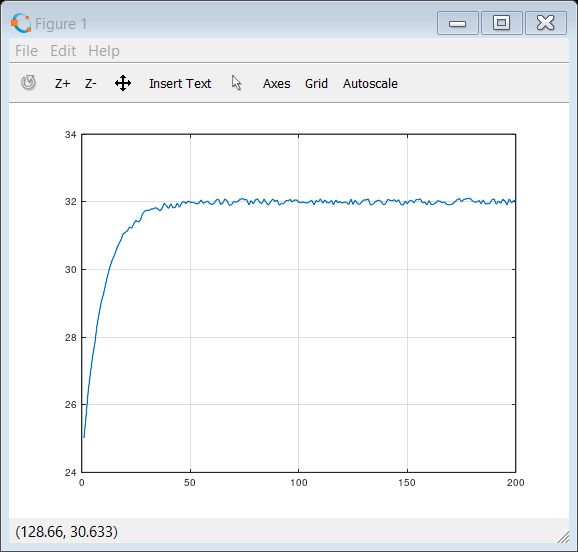 Figure 1
File Edit Help
Z+ Z- Insert Text Axes Grid Autoscale
34
32
30
28
26
24
0 50 100 150 200
(128.66, 30.633)